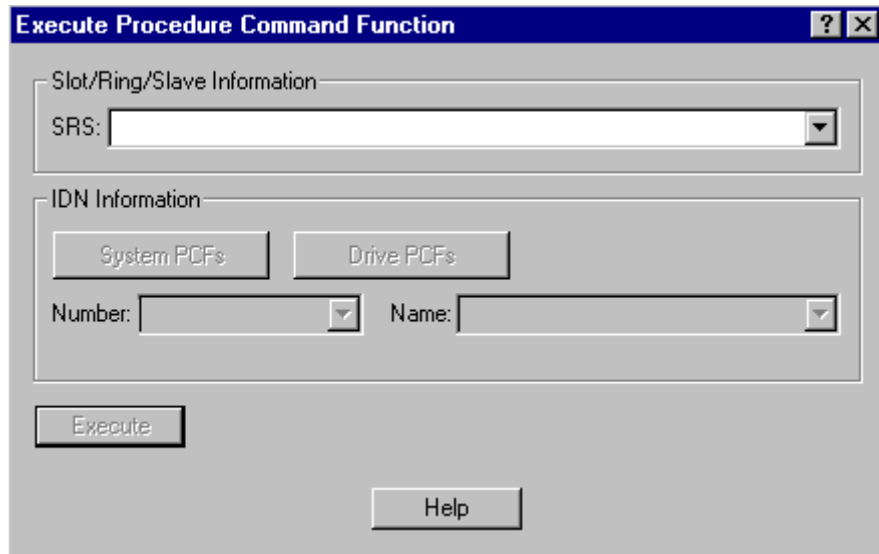 Execute Procedure Command Function
Slot/Ring/Slave Information
SRS:
IDN Information
System PCFs Drive PCFs
Number: Name:
Execute
Help